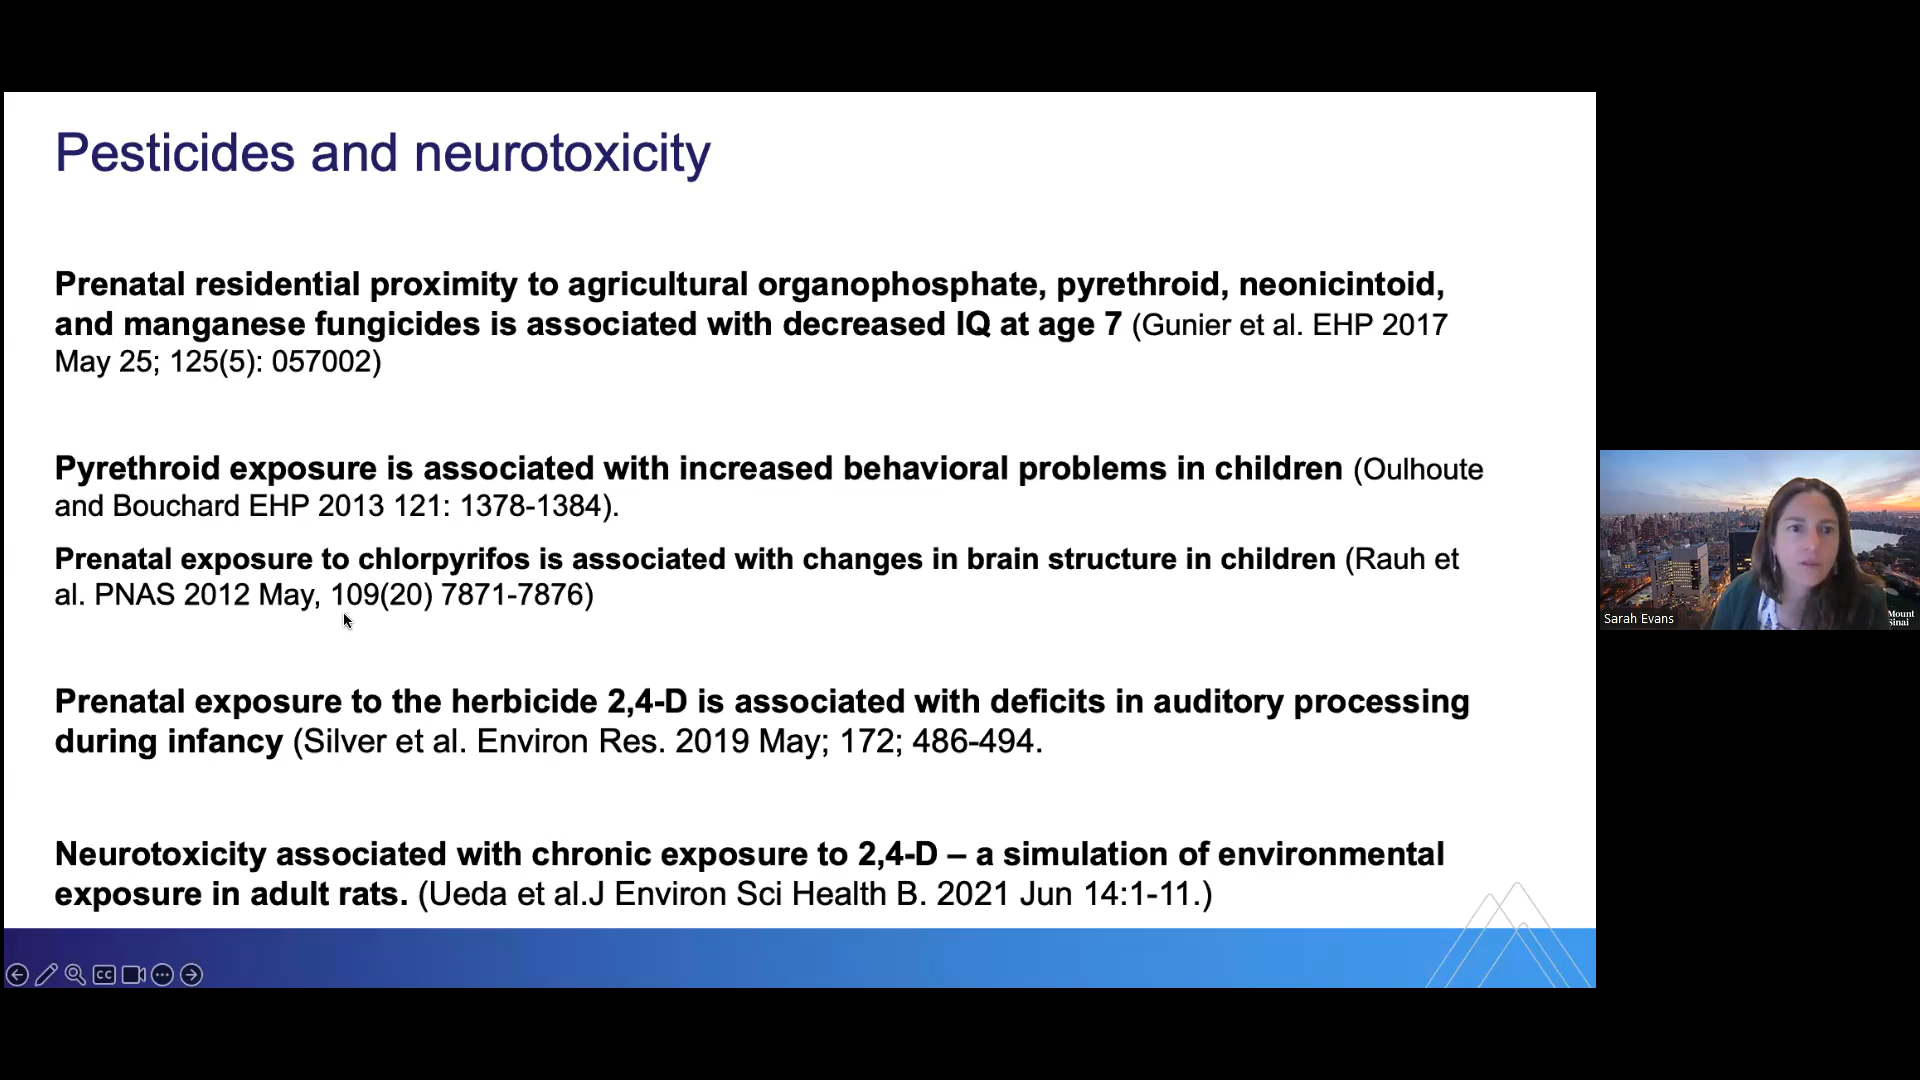 Pesticides and neurotoxicity
Prenatal residential proximity to agricultural organophosphate, pyrethroid, neonicintoid,
and manganese fungicides is associated with decreased IQ at age 7 (Gunier et al. EHP 2017
May 25; 125(5): 057002)
Pyrethroid exposure is associated with increased behavioral problems in children (Oulhoute
and Bouchard EHP 2013 121: 1378-1384).
Prenatal exposure to chlorpyrifos is associated with changes in brain structure in children (Rauh et
al. PNAS 2012 May, 109(20) 7871-7876)
Prenatal exposure to the herbicide 2,4-D is associated with deficits in auditory processing
during infancy (Silver et al. Environ Res. 2019 May; 172; 486-494.
Neurotoxicity associated with chronic exposure to 2,4-D – a simulation of environmental
exposure in adult rats. (Ueda et al.J Environ Sci Health B. 2021 Jun 14:1-11.)
CC
Sarah Evans
Mount
Sinai